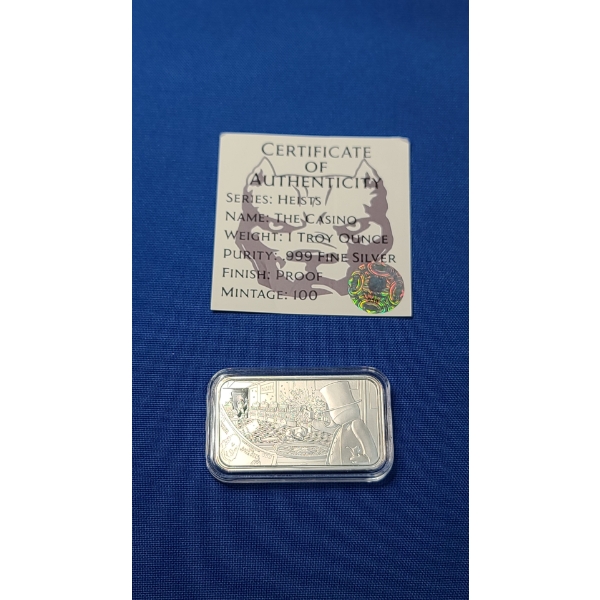 Certificate
of
Authenticity
Series: Heists
Name: The Casino
Weight: 1 Troy Ounce
Purity: .999 Fine Silver
Finish: Proof
Mintage: 100